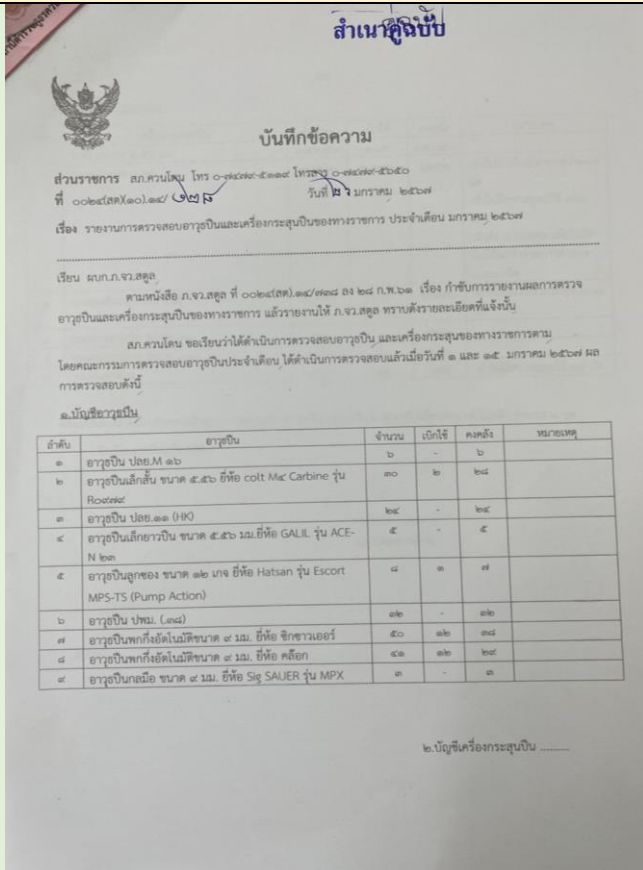 สำเนาคู่ฉบับ
บันทึกข้อความ
ส่วนราชการ สภ.ควนโดน โทร ๐-๗๔๗๙-๕๑๑๙ โทรสาร ๐-๗๔๗๙-๕๖๕๐
ที่ ๐๐๒๔(สต)(๑๐).๑๔/ ๑๒๘ วันที่ มกราคม ๒๕๖๗
เรื่อง รายงานการตรวจสอบอาวุธปืนและเครื่องกระสุนปืนของทางราชการ ประจำเดือน มกราคม ๒๕๖๗
เรียน ผบก.ภ.จว.สตูล
ตามหนังสือ ภ.จว.สตูล ที่ ๐๐๒๔(สต).๑๔/๗๓๘ ลง ๒๘ ก.พ.๖๑ เรื่อง กำชับการรายงานผลการตรวจ
อาวุธปืนและเครื่องกระสุนปืนของทางราชการ แล้วรายงานให้ ภ.จว.สตูล ทราบดังรายละเอียดที่แจ้งนั้น
สภ.ควนโดน ขอเรียนว่าได้ดำเนินการตรวจสอบอาวุธปืน และเครื่องกระสุนของทางราชการตาม
โดยคณะกรรมการตรวจสอบอาวุธปืนประจำเดือน ได้ดำเนินการตรวจสอบแล้วเมื่อวันที่ ๑ และ ๑๕ มกราคม ๒๕๖๗ ผล
การตรวจสอบดังนี้
๑.บัญชีอาวุธปืน
ลำดับ อาวุธปืน จำนวน เบิกใช้ คงคลัง หมายเหตุ
๑ อาวุธปืน ปลย.M ๑๖ ๖ - ๖
๒ อาวุธปืนเล็กสั้น ขนาด ๕.๕๖ ยี่ห้อ colt M๔ Carbine รุ่น ๓๐ ๒ ๒๘
๓ อาวุธปืน ปลย.๑๑ (HK) ๒๔ - ๒๔
๔ อาวุธปืนเล็กยาวปืน ขนาด ๕.๕๖ มม.ยี่ห้อ GALIL รุ่น ACE- ๕ - ๕
N ๒๓
๕ อาวุธปืนลูกซอง ขนาด ๑๒ เกจ ยี่ห้อ Hatsan รุ่น Escort ๘ ๑ ๗
MPS-TS (Pump Action)
๖ อาวุธปืน ปพม. (.๓๘) ๑๒ - ๑๒
๗ อาวุธปืนพกกึ่งอัตโนมัติขนาด ๙ มม. ยี่ห้อ ซิกซาวเออร์ ๕๐ ๑๒ ๓๘
๘ อาวุธปืนพกกึ่งอัตโนมัติขนาด ๙ มม. ยี่ห้อ คล๊อก ๔๑ ๑๒ ๒๙
๙ อาวุธปืนกลมือ ขนาด ๙ มม. ยี่ห้อ Sig SAUER รุ่น MPX ๓ - ๓
๒.บัญชีเครื่องกระสุนปืน .........